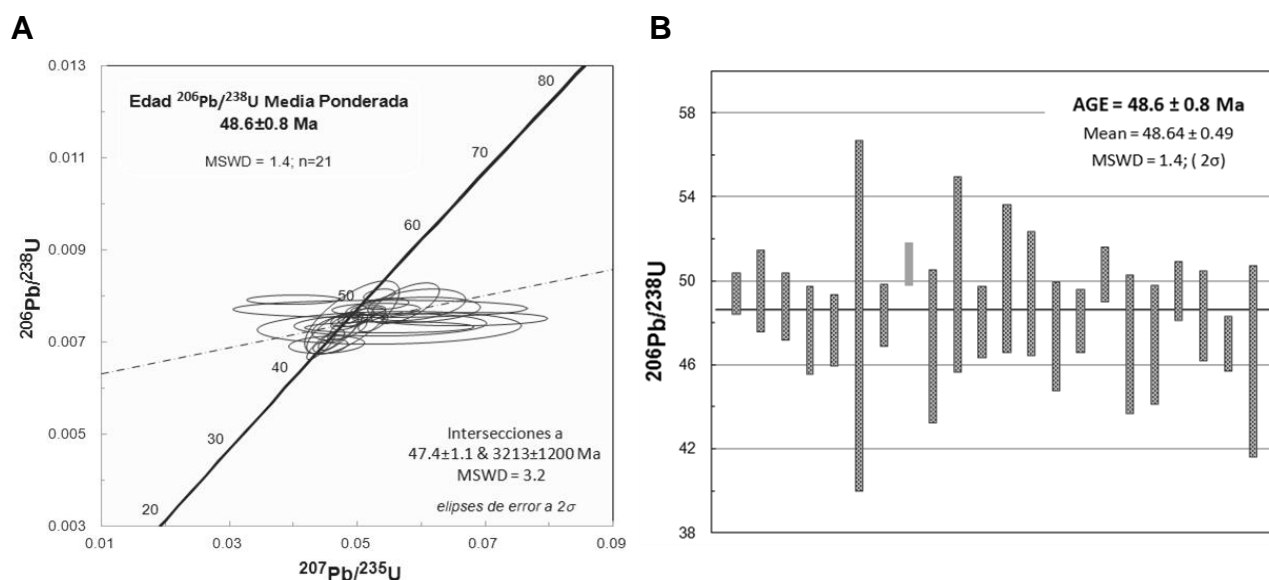 A
0.013
0.011
0.009
0.007
0.005
0.003
206Pb/238U
Edad 206Pb/238U Media Ponderada
48.6±0.8 Ma
MSWD = 1.4; n=21
80
70
60
50
40
30
20
Intersecciones a
47.4±1.1 & 3213±1200 Ma
MSWD = 3.2
elipses de error a 2σ
0.01
0.03
0.05
0.07
0.09
207Pb/235U
B
58
54
50
46
42
38
206Pb/238U
AGE = 48.6 ± 0.8 Ma
Mean = 48.64 ± 0.49
MSWD = 1.4; ( 2σ)